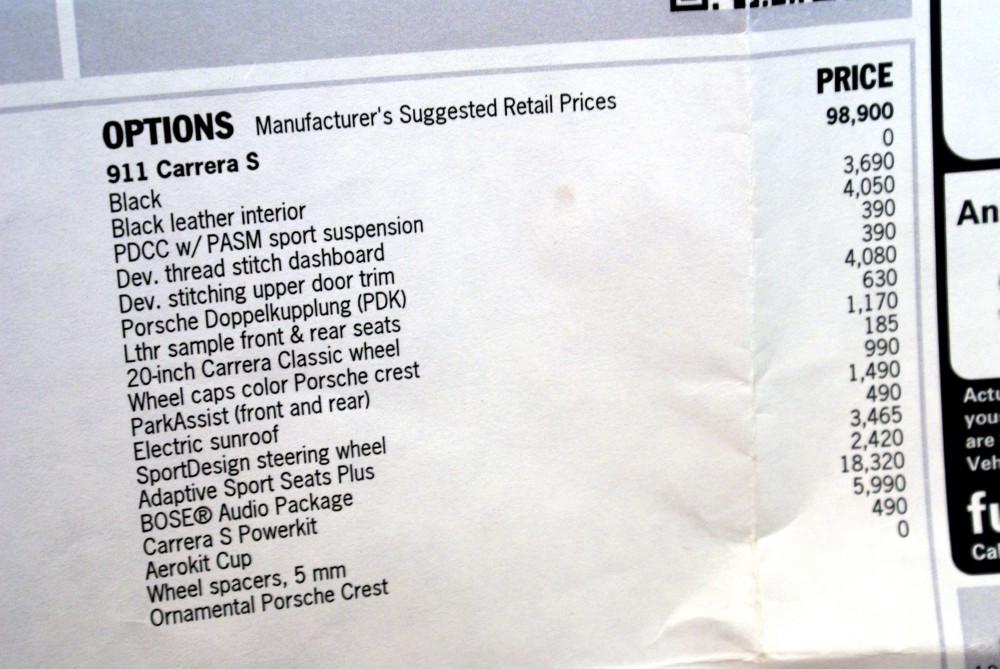 OPTIONS Manufacturer's Suggested Retail Prices PRICE
911 Carrera S 98,900
Black 0
Black leather interior 3,690
PDCC w/ PASM sport suspension 4,050
Dev. thread stitch dashboard 390
Dev. stitching upper door trim 390
Porsche Doppelkupplung (PDK) 4,080
Lthr sample front & rear seats 630
20-inch Carrera Classic wheel 1,170
Wheel caps color Porsche crest 185
ParkAssist (front and rear) 990
Electric sunroof 1,490
SportDesign steering wheel 490
Adaptive Sport Seats Plus 3,465
BOSE® Audio Package 2,420
Carrera S Powerkit 18,320
Aerokit Cup 5,990
Wheel spacers, 5 mm 490
Ornamental Porsche Crest 0
An
Actu
you
are
Veh
fu
Cal